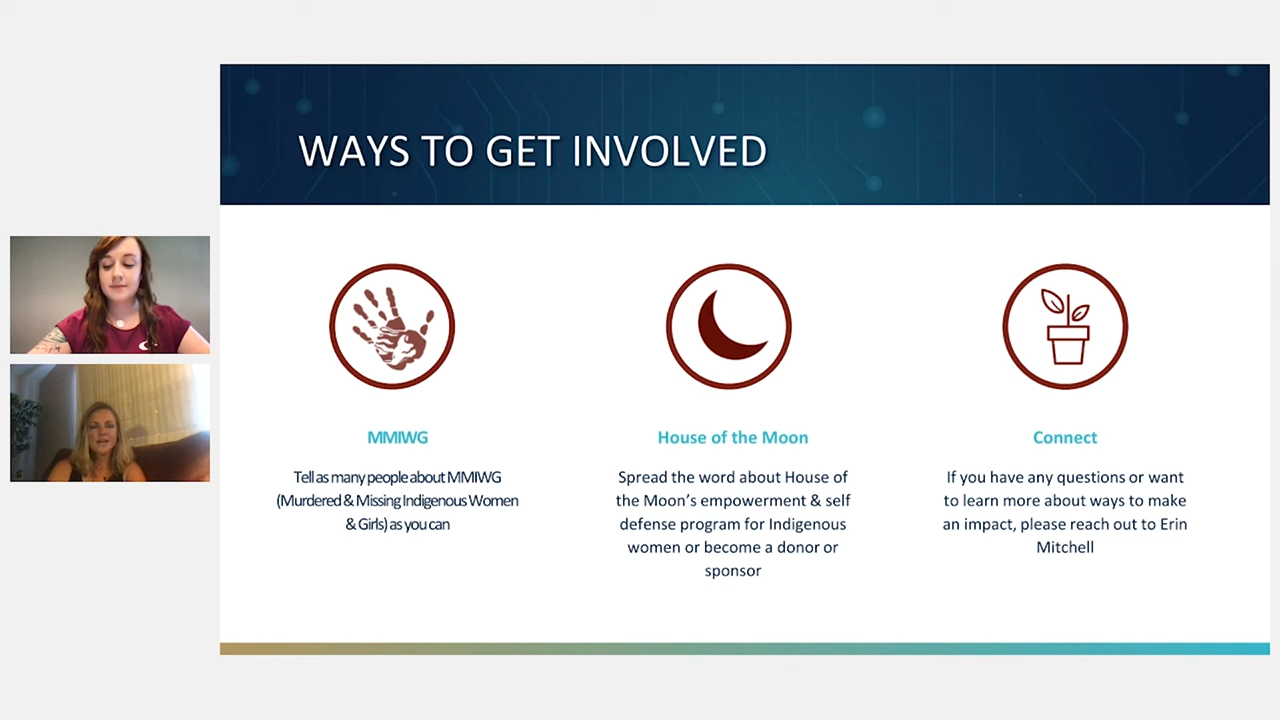 WAYS TO GET INVOLVED
MMIWG
Tell as many people about MMIWG
(Murdered & Missing Indigenous Women
& Girls) as you can
House of the Moon
Spread the word about House of
the Moon's empowerment & self
defense program for Indigenous
women or become a donor or
sponsor
Connect
If you have any questions or want
to learn more about ways to make
an impact, please reach out to Erin
Mitchell